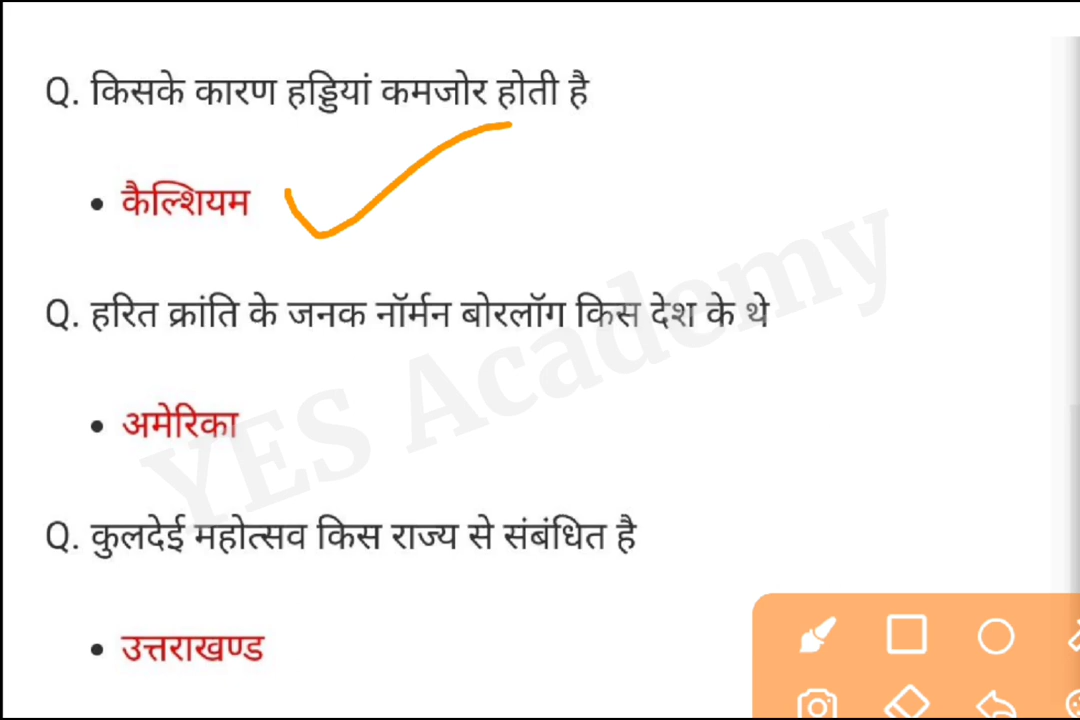 Q. किसके कारण हड्डियां कमजोर होती है
• कैल्शियम
Q. हरित क्रांति के जनक नॉर्मन बोरलॉग किस देश के थे
• अमेरिका
YES Academy
Q. कुलदेई महोत्सव किस राज्य से संबंधित है
• उत्तराखण्ड